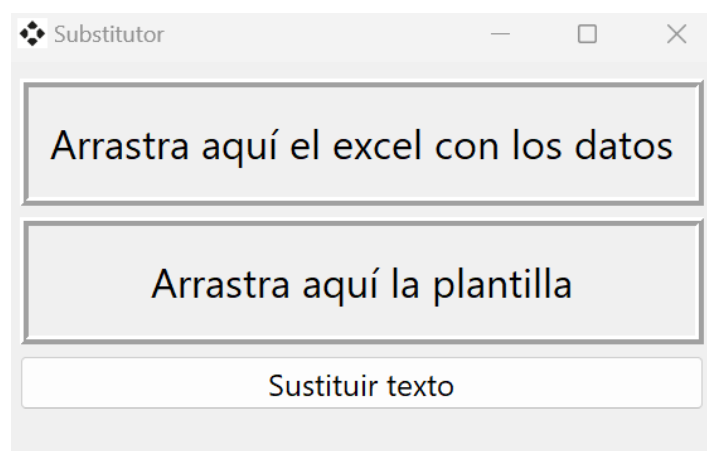 Substitutor
Arrastra aquí el excel con los datos
Arrastra aquí la plantilla
Sustituir texto